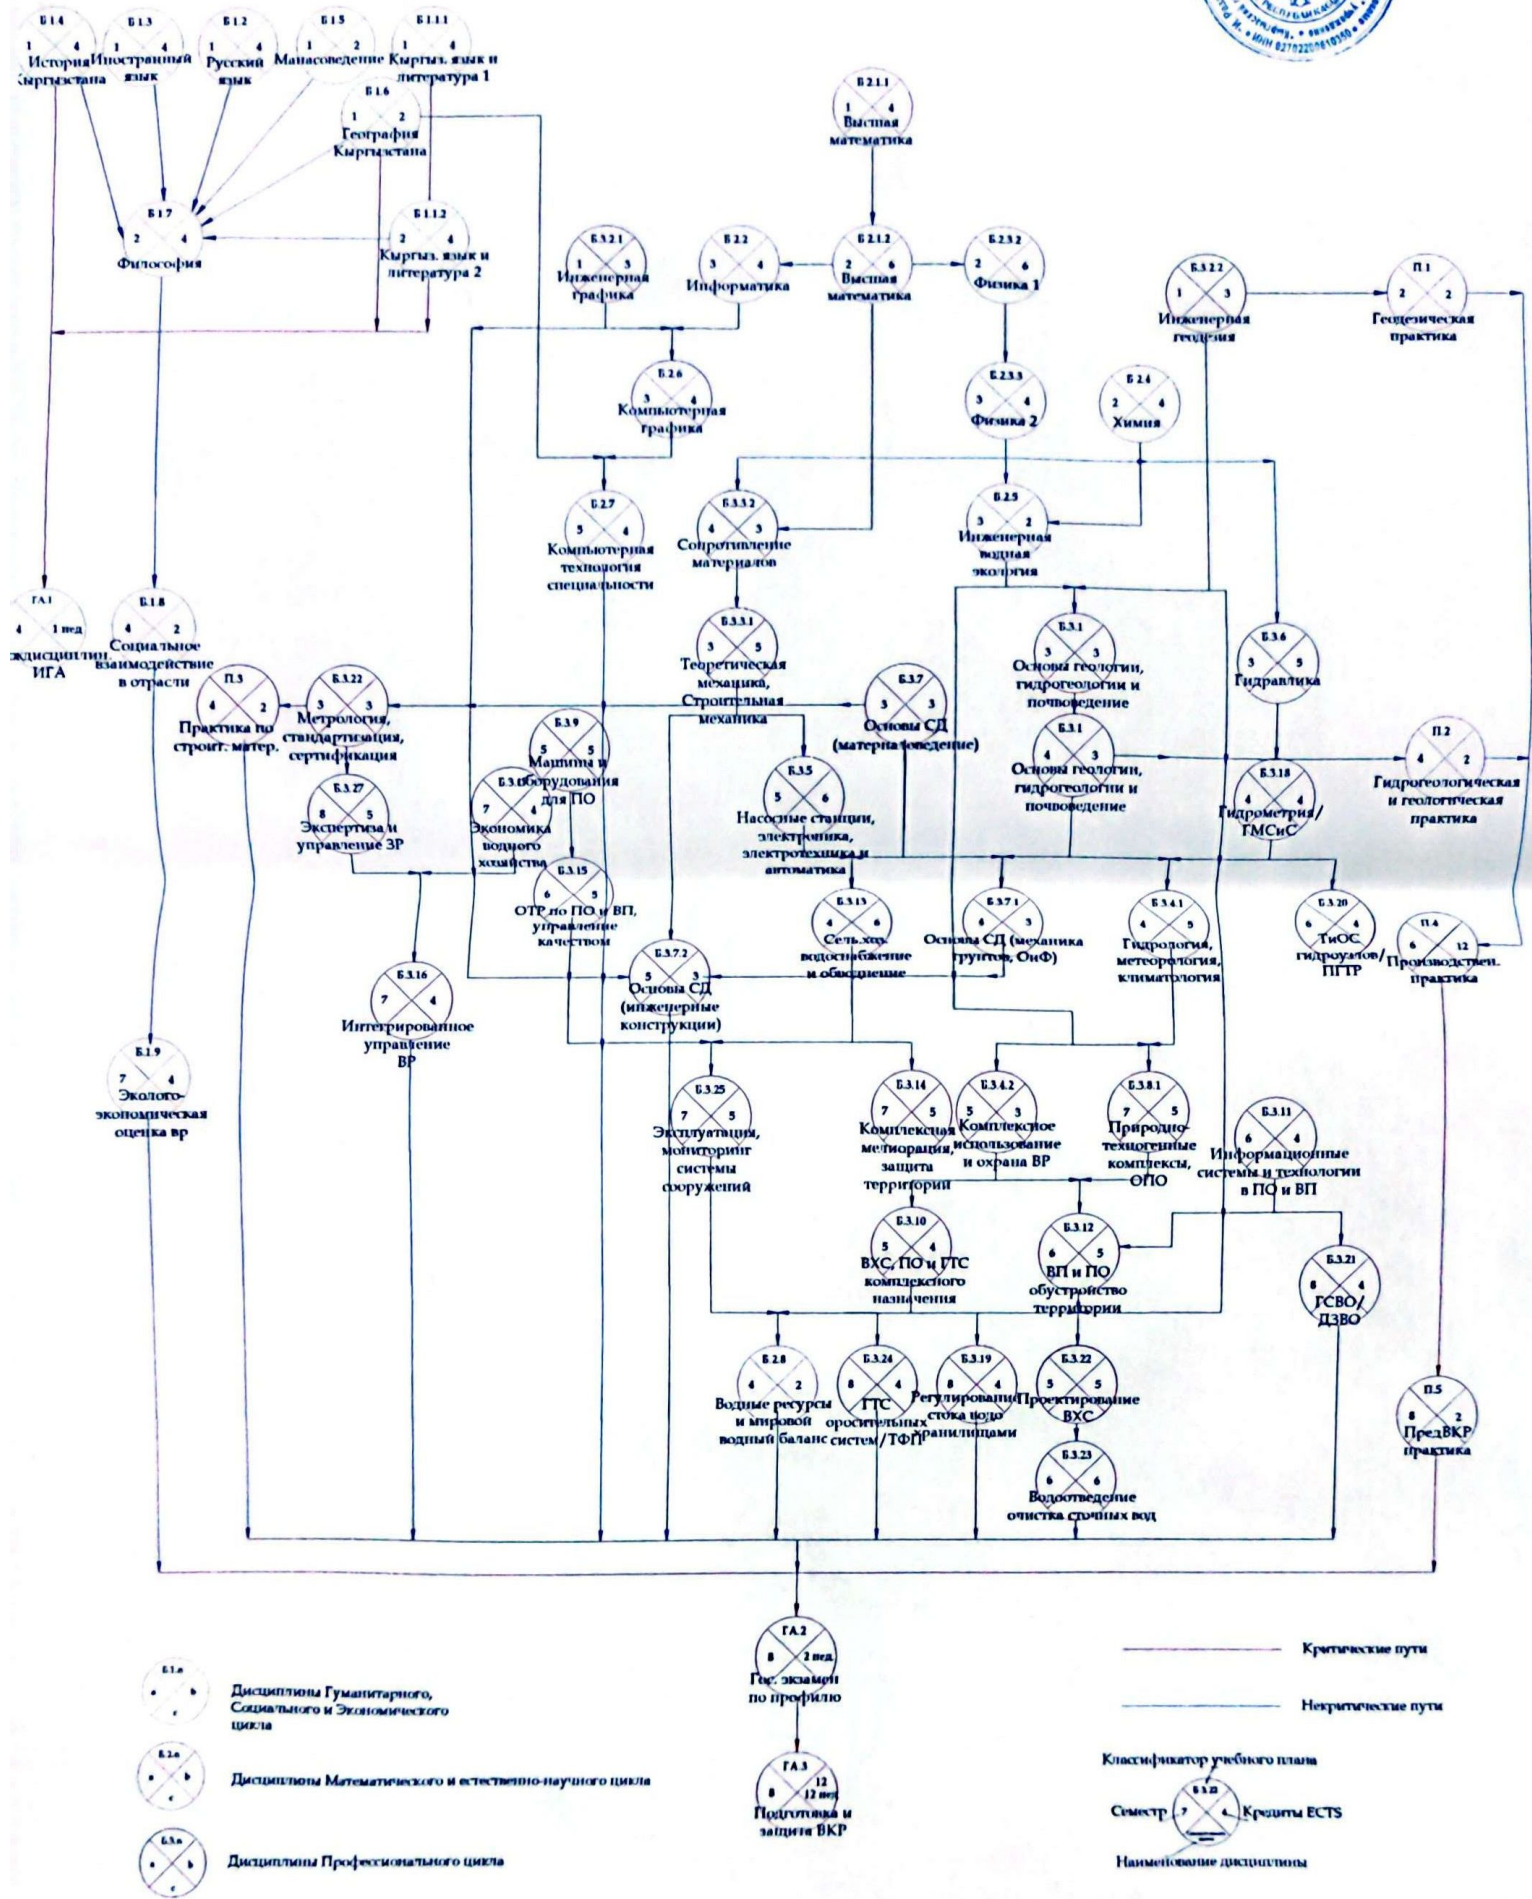 РЕСПУБЛИКАСЫ
Б 1.4
1 4
История
Кыргызстана
Б 1.3
1 4
Иностранный
язык
Б 1.2
1 4
Русский
язык
Б 1.5
1 2
Манасоведение
Б 1.1.1
1 4
Кыргыз. язык и
литература 1
Б 1.6
1 2
География
Кыргызстана
Б 2.1.1
1 4
Высшая
математика
Б 1.7
2 4
Философия
Б 1.1.2
2 4
Кыргыз. язык и
литература 2
Б.3.2.1
1 3
Инженерная
графика
Б 2.2
3 4
Информатика
Б 2.1.2
2 6
Высшая
математика
Б.2.3.2
2 6
Физика 1
Б.3.2.2
1 3
Инженерная
геодезия
П.1
2 2
Геодезическая
практика
Б.2.6
3 4
Компьютерная
графика
Б.2.3.3
3 4
Физика 2
Б 2.4
2 4
Химия
Б.2.7
5 4
Компьютерная
технология
специальности
Б.3.3.2
4 3
Сопротивление
материалов
Б.2.5
3 2
Инженерная
водная
экология
ГА.1
4 1 нед
ждисциплин.
ИГА
Б.1.8
4 2
Социальное
взаимодействие
в отрасли
Б.3.3.1
3 5
Теоретическая
механика,
Строительная
механика
Б.3.1
3 3
Основы геологии,
гидрогеологии и
почвоведение
Б.3.6
3 5
Гидравлика
П.3
4 2
Практика по
строит. матер.
Б.3.22
3 3
Метрология,
стандартизация,
сертификация
Б.3.7
3 3
Основы СД
(материаловедение)
Б.3.9
5 5
Машины и
оборудования
для ПО
Б.3.1
4 3
Основы геологии,
гидрогеологии и
почвоведение
П.2
4 2
Гидрогеологическая
и геологическая
практика
Б.3.27
8 5
Экспертиза и
управление ЗР
7 4
Экономика
водного
хозяйства
Б.3.5
5 6
Насосные станции,
электроника,
электротехника и
автоматика
Б.3.18
4 4
Гидрометрия/
ГМСиС
Б.3.15
6 5
ОТР по ПО и ВП,
управление
качеством
Б.3.13
4 6
Сель.хоз.
водоснабжение
и обводнение
Б.3.7.1
4 3
Основы СД (механика
грунтов, ОиФ)
Б.3.4.1
4 5
Гидрология,
метеорология,
климатология
Б.3.20
6 4
ТиОС
гидроузлов/
ПГТР
П.4
6 12
Производствен.
практика
Б.3.16
7 4
Интегрированное
управление
ВР
Б.3.7.2
5 3
Основы СД
(инженерные
конструкции)
Б.1.9
7 4
Эколого-
экономическая
оценка вр
Б.3.25
7 5
Эксплуатация,
мониторинг
системы
сооружений
Б.3.14
7 5
Комплексная
мелиорация,
защита
территории
Б.3.4.2
5 3
Комплексное
использование
и охрана ВР
Б.3.8.1
7 5
Природно-
техногенные
комплексы,
ОПО
Б.3.11
6 4
Информационные
системы и технологии
в ПО и ВП
Б.3.10
5 4
ВХС, ПО и ГТС
комплексного
назначения
Б.3.12
6 5
ВП и ПО
обустройство
территории
Б.3.21
8 4
ГСВО/
ДЗВО
Б.2.8
4 2
Водные ресурсы
и мировой
водный баланс
Б.3.24
8 4
ГТС
оросительных
систем/ТФП
Б.3.19
8 4
Регулирование
стока водо
хранилищами
Б.3.22
5 5
Проектирование
ВХС
П.5
8 2
ПредВКР
практика
Б.3.23
6 6
Водоотведение
очистка сточных вод
ГА.2
8 2 нед.
Гос. экзамен
по профилю
ГА.3
12
8 12 нед
Подготовка и
защита ВКР
Б.1.n
a b
c
Дисциплины Гуманитарного,
Социального и Экономического
цикла
Б.2.n
a b
c
Дисциплины Математического и естественно-научного цикла
Б.3.n
a b
c
Дисциплины Профессионального цикла
Критические пути
Некритические пути
Классификатор учебного плана
Б 3.22
Семестр 7 4 Кредиты ECTS
Наименование дисциплины